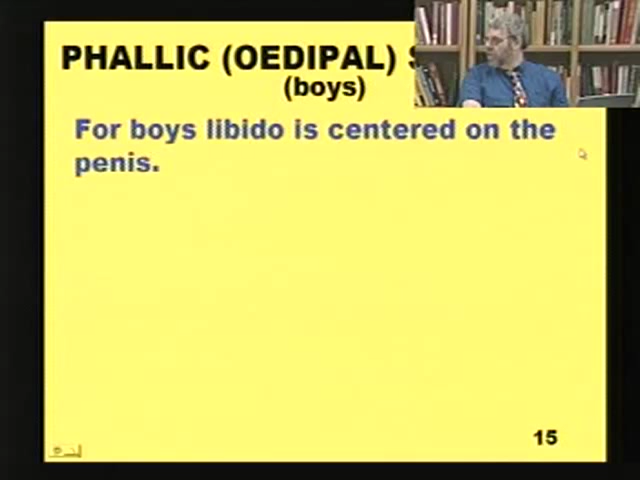 PHALLIC (OEDIPAL) S
(boys)
For boys libido is centered on the
penis.
15